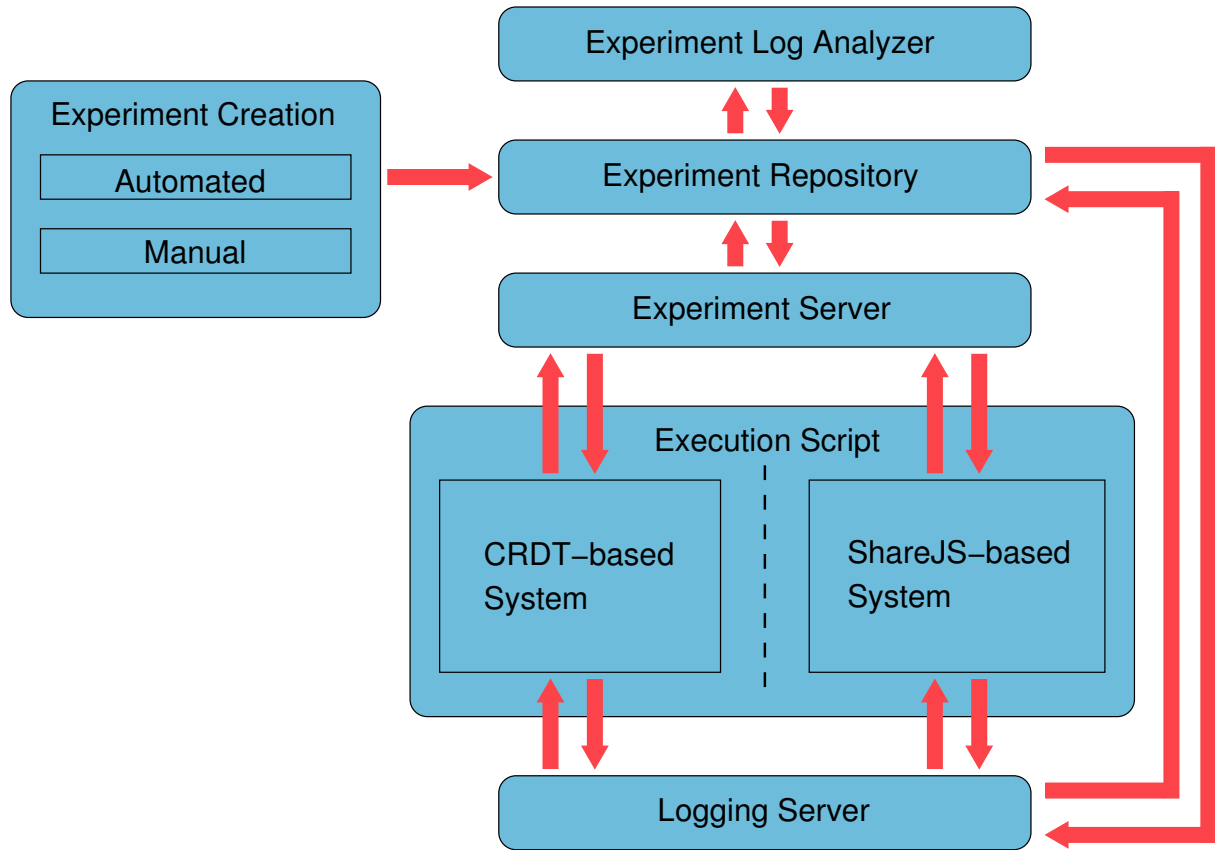 Experiment Log Analyzer
Experiment Creation
Automated
Manual
Experiment Repository
Experiment Server
Execution Script
CRDT–based
System
ShareJS–based
System
Logging Server